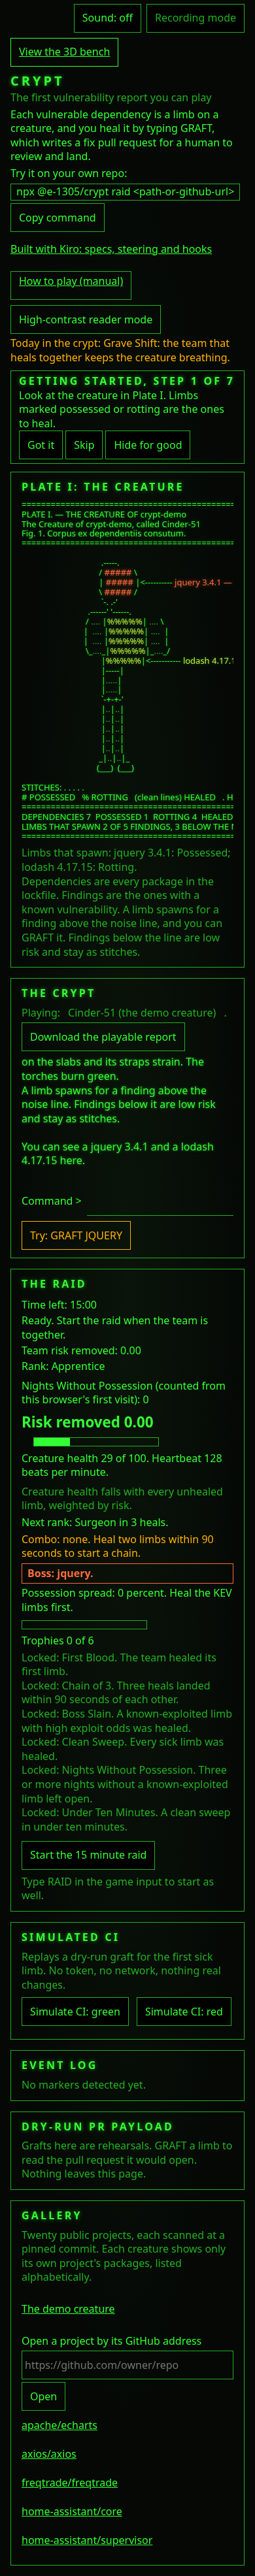 Sound: off
Recording mode
View the 3D bench
CRYPT
The first vulnerability report you can play
Each vulnerable dependency is a limb on a
creature, and you heal it by typing GRAFT,
which writes a fix pull request for a human to
review and land.
Try it on your own repo:
npx @e-1305/crypt raid <path-or-github-url>
Copy command
Built with Kiro: specs, steering and hooks
How to play (manual)
High-contrast reader mode
Today in the crypt: Grave Shift: the team that
heals together keeps the creature breathing.
GETTING STARTED, STEP 1 OF 7
Look at the creature in Plate I. Limbs
marked possessed or rotting are the ones
to heal.
Got it
Skip
Hide for good
PLATE I: THE CREATURE
PLATE I. — THE CREATURE OF crypt-demo
The Creature of crypt-demo, called Cinder-51
Fig. 1. Corpus ex dependentiis consutum.
jquery 3.4.1 —
lodash 4.17.1
STITCHES: . . . . .
# POSSESSED % ROTTING (clean lines) HEALED . H
DEPENDENCIES 7 POSSESSED 1 ROTTING 4 HEALED
LIMBS THAT SPAWN 2 OF 5 FINDINGS, 3 BELOW THE N
Limbs that spawn: jquery 3.4.1: Possessed;
lodash 4.17.15: Rotting.
Dependencies are every package in the
lockfile. Findings are the ones with a
known vulnerability. A limb spawns for a
finding above the noise line, and you can
GRAFT it. Findings below the line are low
risk and stay as stitches.
THE CRYPT
Playing: Cinder-51 (the demo creature) .
Download the playable report
on the slabs and its straps strain. The
torches burn green.
A limb spawns for a finding above the
noise line. Findings below it are low risk
and stay as stitches.
You can see a jquery 3.4.1 and a lodash
4.17.15 here.
Command >
Try: GRAFT JQUERY
THE RAID
Time left: 15:00
Ready. Start the raid when the team is
together.
Team risk removed: 0.00
Rank: Apprentice
Nights Without Possession (counted from
this browser's first visit): 0
Risk removed 0.00
Creature health 29 of 100. Heartbeat 128
beats per minute.
Creature health falls with every unhealed
limb, weighted by risk.
Next rank: Surgeon in 3 heals.
Combo: none. Heal two limbs within 90
seconds to start a chain.
Boss: jquery.
Possession spread: 0 percent. Heal the KEV
limbs first.
Trophies 0 of 6
Locked: First Blood. The team healed its
first limb.
Locked: Chain of 3. Three heals landed
within 90 seconds of each other.
Locked: Boss Slain. A known-exploited limb
with high exploit odds was healed.
Locked: Clean Sweep. Every sick limb was
healed.
Locked: Nights Without Possession. Three
or more nights without a known-exploited
limb left open.
Locked: Under Ten Minutes. A clean sweep
in under ten minutes.
Start the 15 minute raid
Type RAID in the game input to start as
well.
SIMULATED CI
Replays a dry-run graft for the first sick
limb. No token, no network, nothing real
changes.
Simulate CI: green
Simulate CI: red
EVENT LOG
No markers detected yet.
DRY-RUN PR PAYLOAD
Grafts here are rehearsals. GRAFT a limb to
read the pull request it would open.
Nothing leaves this page.
GALLERY
Twenty public projects, each scanned at a
pinned commit. Each creature shows only
its own project's packages, listed
alphabetically.
The demo creature
Open a project by its GitHub address
https://github.com/owner/repo
Open
apache/echarts
axios/axios
freqtrade/freqtrade
home-assistant/core
home-assistant/supervisor